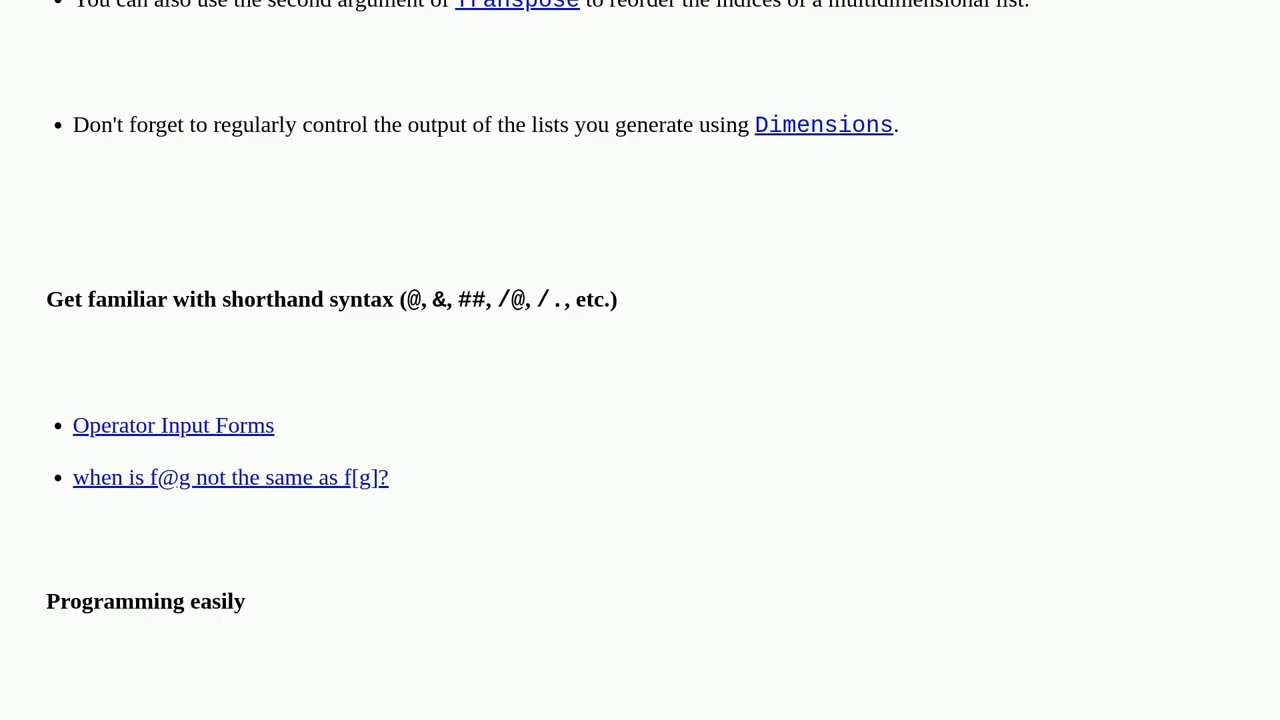 • You can also use the second argument of Transpose to reorder the indices of a multidimensional list.
• Don't forget to regularly control the output of the lists you generate using Dimensions.
Get familiar with shorthand syntax (@, &, ##, /@, /., etc.)
• Operator Input Forms
• when is f@g not the same as f[g]?
Programming easily